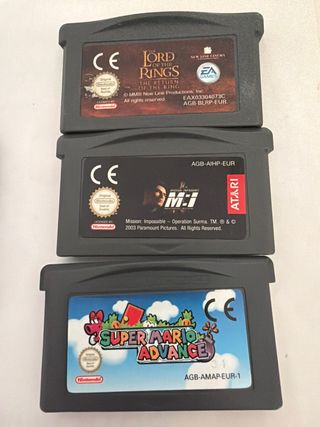 THE
LORD
OF THE
RINGS
THE RETURN
OF THE KING
NEW LINE CINEMA
EA GAMES
© MMIII New Line Productions, Inc.
All rights reserved.
EAX03304073C
AGB-BLRP-EUR
Nintendo
AGB-AIHP-EUR
M:I
ATARI
LICENSED BY
Nintendo
Mission: Impossible – Operation Surma. TM, ® & ©
2003 Paramount Pictures. All Rights Reserved.
CE
SUPER MARIO
ADVANCE
Nintendo
AGB-AMAP-EUR-1